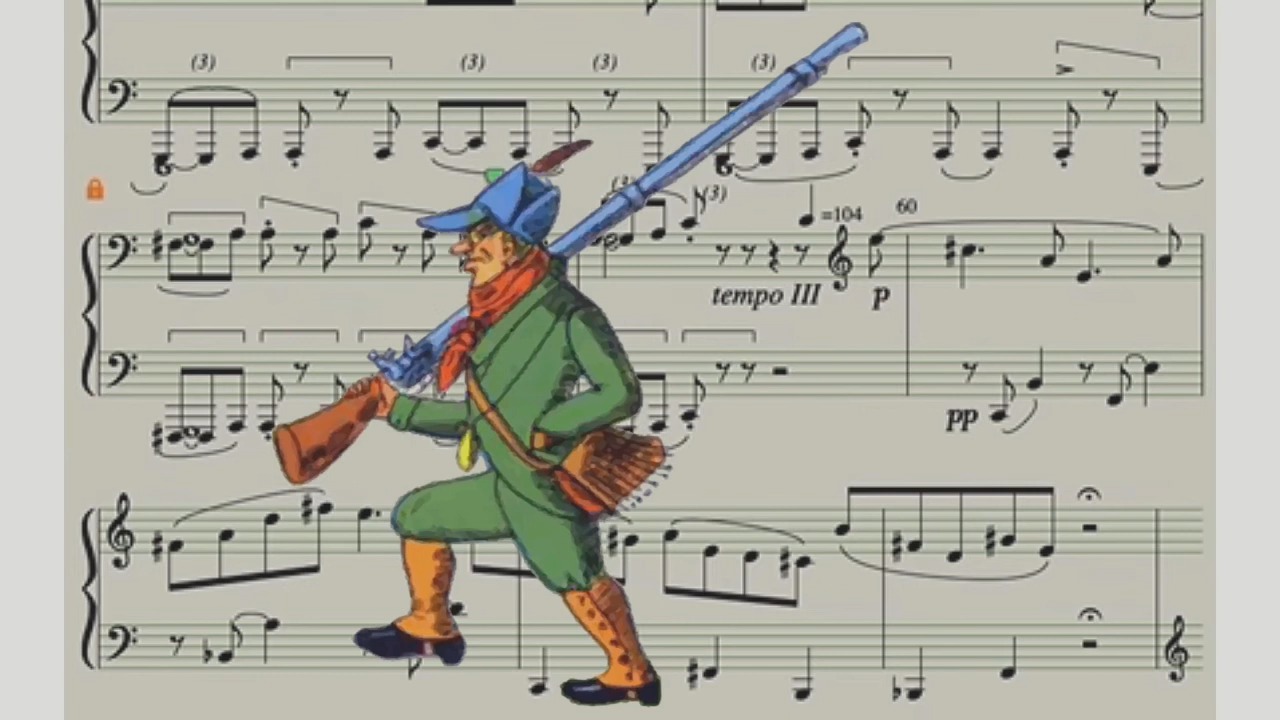 (3) (3) (3) (3)
(3) (3) =104 60
tempo III p
pp